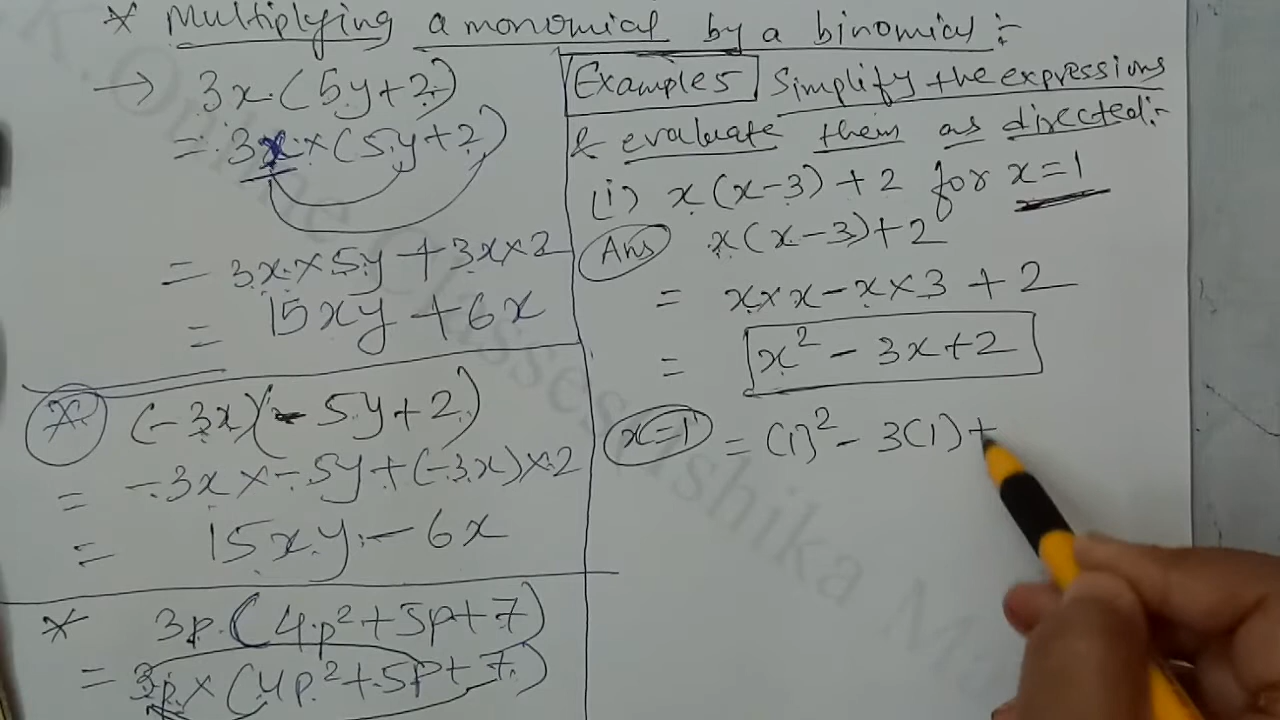 * Multiplying a monomial by a binomial :-
→ 3x (5y+2)
= 3x × (5y+2)
= 3x × 5y + 3x × 2
= 15xy + 6x
* (-3x)(-5y+2)
= -3x × -5y + (-3x) × 2
= 15xy - 6x
* 3p (4p² + 5p + 7)
= 3p × (4p² + 5p + 7)
Example 5 Simplify the expressions
& evaluate them as directed:-
(i) x(x-3) + 2 for x=1
Ans x(x-3)+2
= x×x - x×3 + 2
= x² - 3x + 2
x=1 = (1)² - 3(1) +